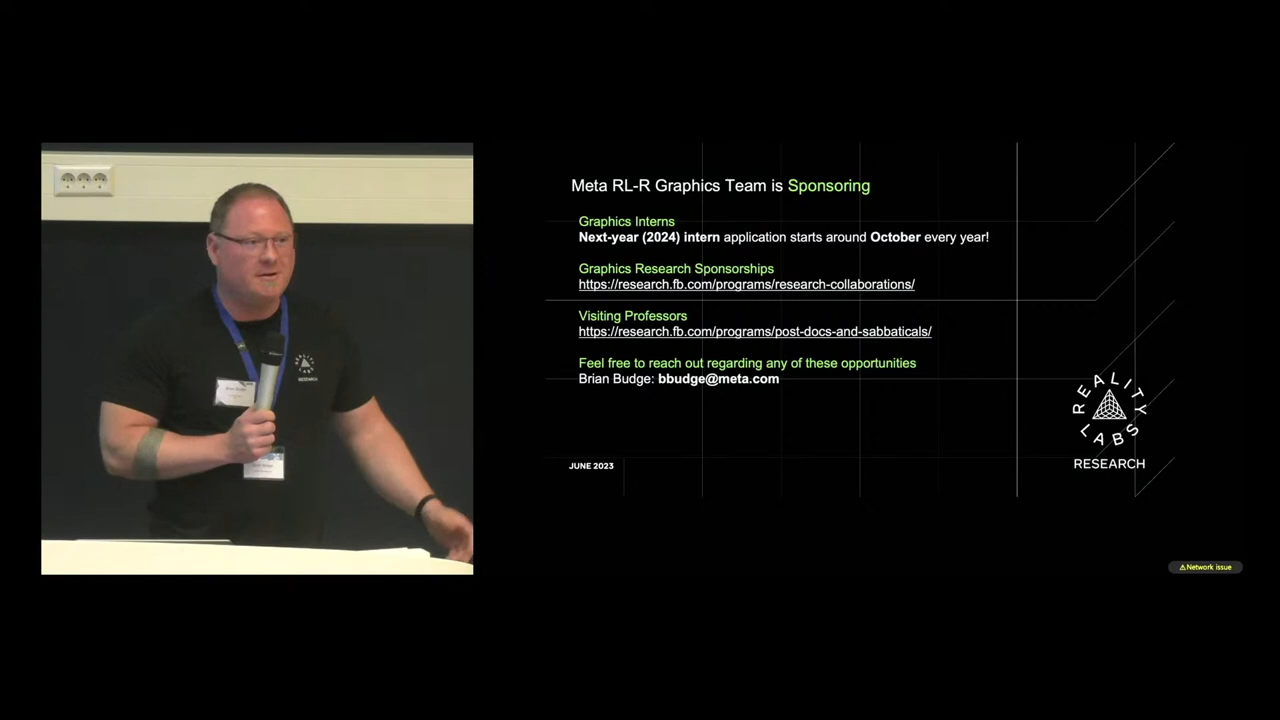 Meta RL-R Graphics Team is Sponsoring
Graphics Interns
Next-year (2024) intern application starts around October every year!
Graphics Research Sponsorships
https://research.fb.com/programs/research-collaborations/
Visiting Professors
https://research.fb.com/programs/post-docs-and-sabbaticals/
Feel free to reach out regarding any of these opportunities
Brian Budge: bbudge@meta.com
JUNE 2023
REALITY LABS
RESEARCH
REALITY LABS
RESEARCH
⚠Network issue